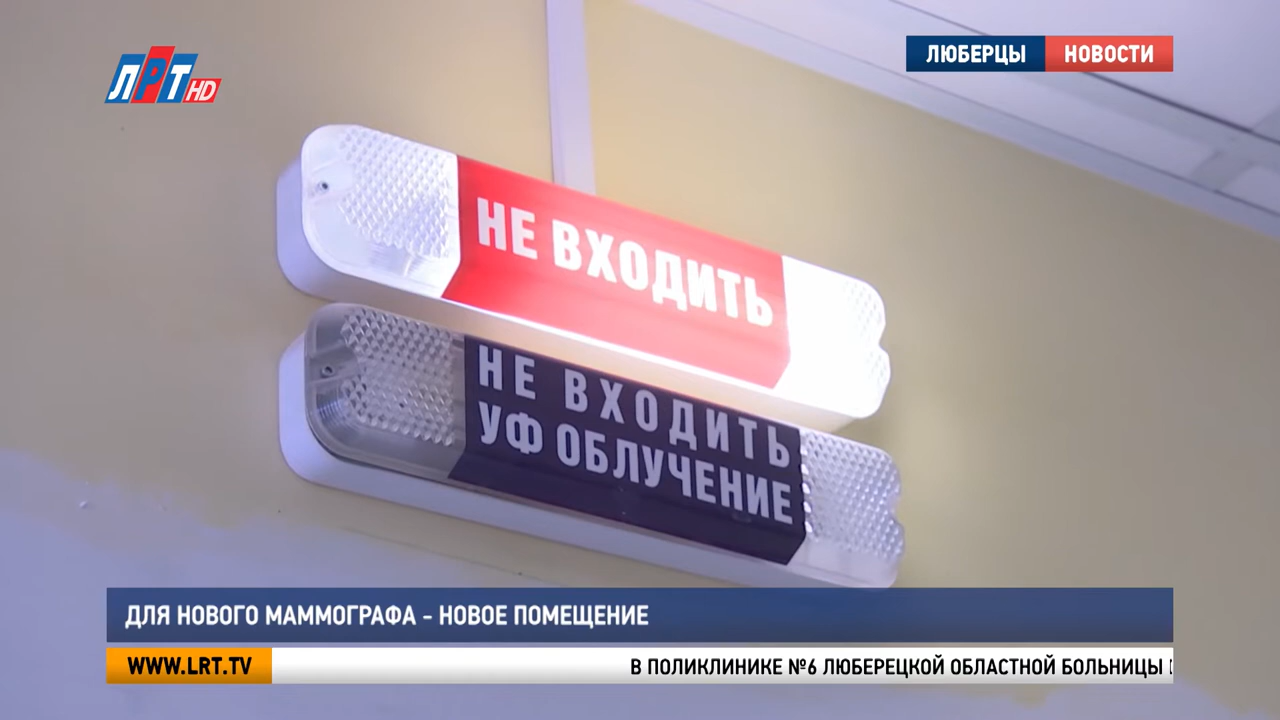 ЛРТ HD
ЛЮБЕРЦЫ НОВОСТИ
НЕ ВХОДИТЬ
НЕ ВХОДИТЬ
УФ ОБЛУЧЕНИЕ
ДЛЯ НОВОГО МАММОГРАФА - НОВОЕ ПОМЕЩЕНИЕ
WWW.LRT.TV
В ПОЛИКЛИНИКЕ №6 ЛЮБЕРЕЦКОЙ ОБЛАСТНОЙ БОЛЬНИЦЫ